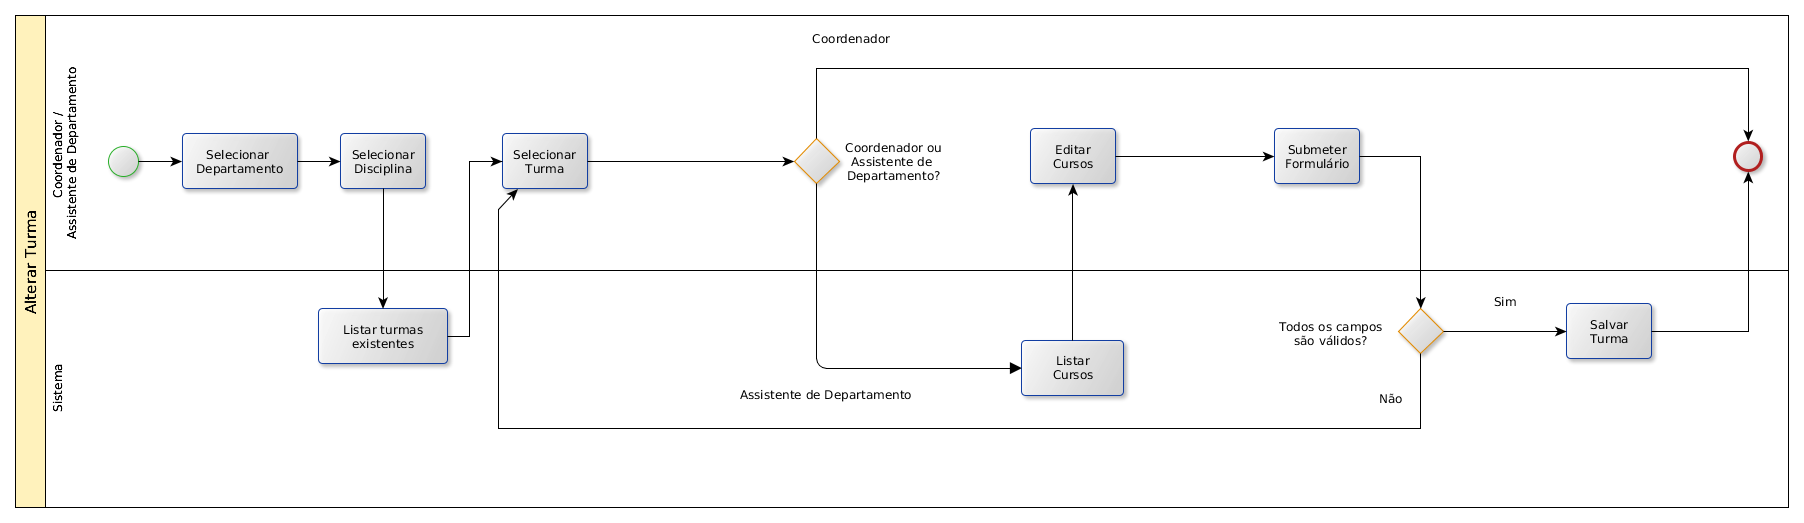 Alterar Turma
Coordenador /
Assistente de Departamento
Sistema
Coordenador
Selecionar
Departamento
Selecionar
Disciplina
Selecionar
Turma
Coordenador ou
Assistente de
Departamento?
Editar
Cursos
Submeter
Formulário
Listar turmas
existentes
Assistente de Departamento
Listar
Cursos
Todos os campos
são válidos?
Sim
Não
Salvar
Turma